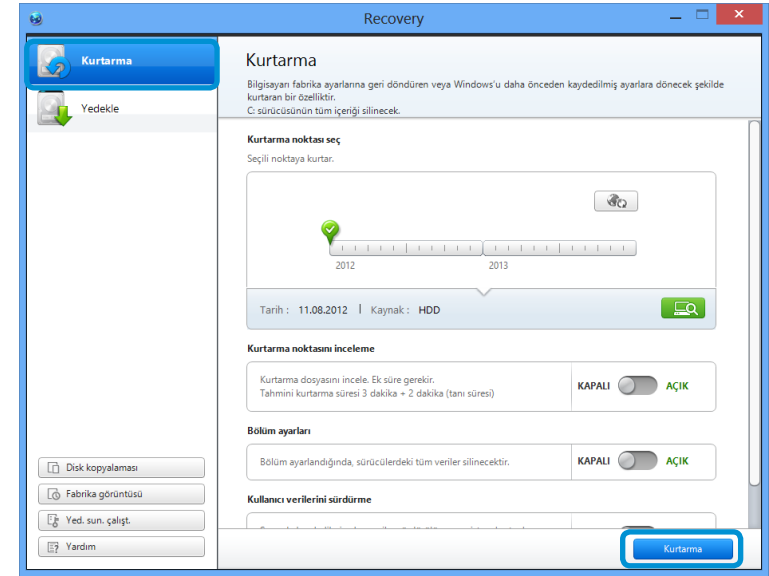 Recovery
Kurtarma
Yedekle
Disk kopyalaması
Fabrika görüntüsü
Yed. sun. çalışt.
Yardım
Kurtarma
Bilgisayarı fabrika ayarlarına geri döndüren veya Windows'u daha önceden kaydedilmiş ayarlara dönecek şekilde
kurtaran bir özelliktir.
C: sürücüsünün tüm içeriği silinecek.
Kurtarma noktası seç
Seçili noktaya kurtar.
2012 2013
Tarih : 11.08.2012 | Kaynak : HDD
Kurtarma noktasını inceleme
Kurtarma dosyasını incele. Ek süre gerekir.
Tahmini kurtarma süresi 3 dakika + 2 dakika (tanı süresi)
KAPALI AÇIK
Bölüm ayarları
Bölüm ayarlandığında, sürücülerdeki tüm veriler silinecektir.
KAPALI AÇIK
Kullanıcı verilerini sürdürme
Kurtarma